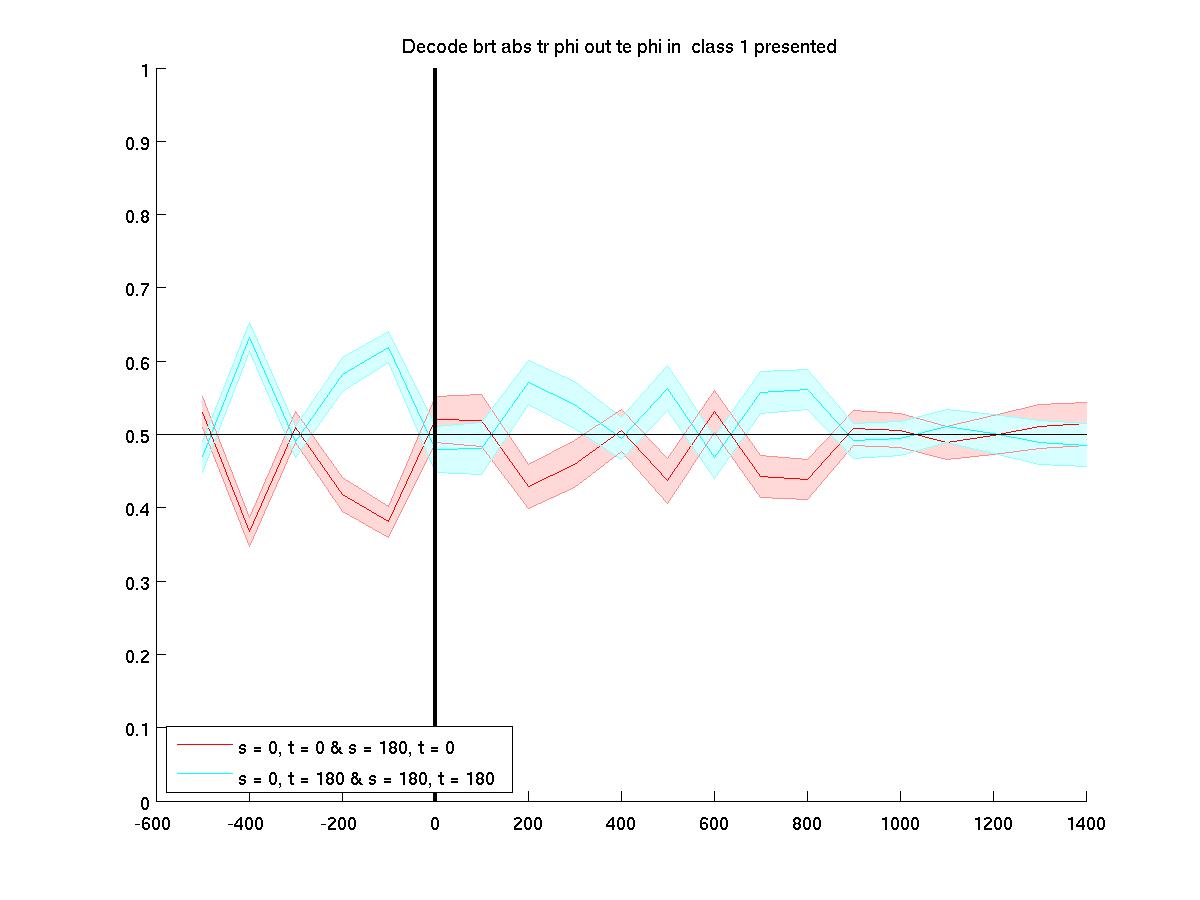 Decode brt abs tr phi out te phi in  class 1 presented
1
0.9
0.8
0.7
0.6
0.5
0.4
0.3
0.2
0.1
0
s = 0, t = 0 & s = 180, t = 0
s = 0, t = 180 & s = 180, t = 180
-600 -400 -200 0 200 400 600 800 1000 1200 1400